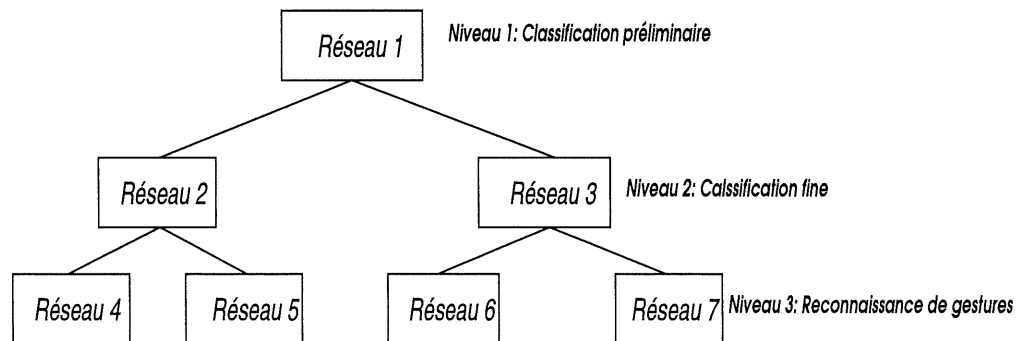 Réseau 1
Niveau 1: Classification préliminaire
Réseau 2
Réseau 3
Niveau 2: Calssification fine
Réseau 4
Réseau 5
Réseau 6
Réseau 7
Niveau 3: Reconnaissance de gestures